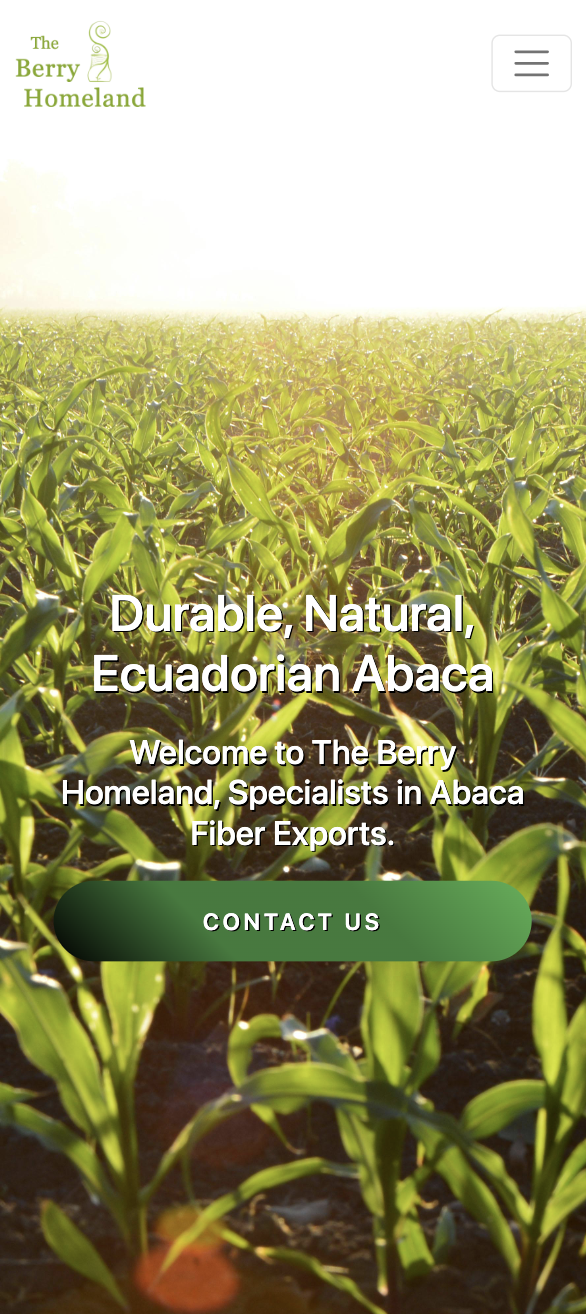 The
Berry
Homeland
Durable, Natural,
Ecuadorian Abaca
Welcome to The Berry
Homeland, Specialists in Abaca
Fiber Exports.
CONTACT US